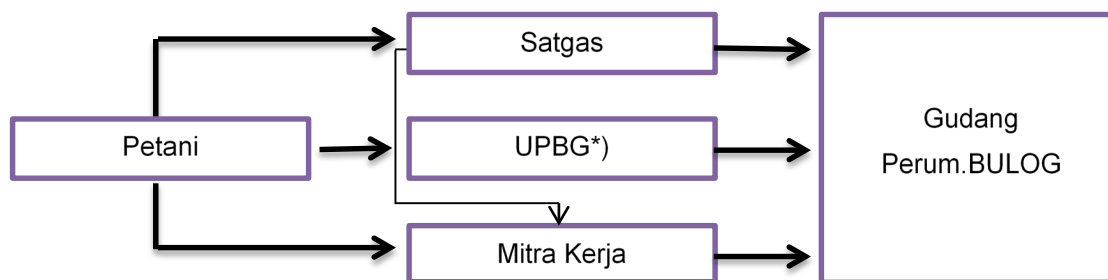 Satgas
Petani
UPBG*)
Gudang
Perum.BULOG
Mitra Kerja